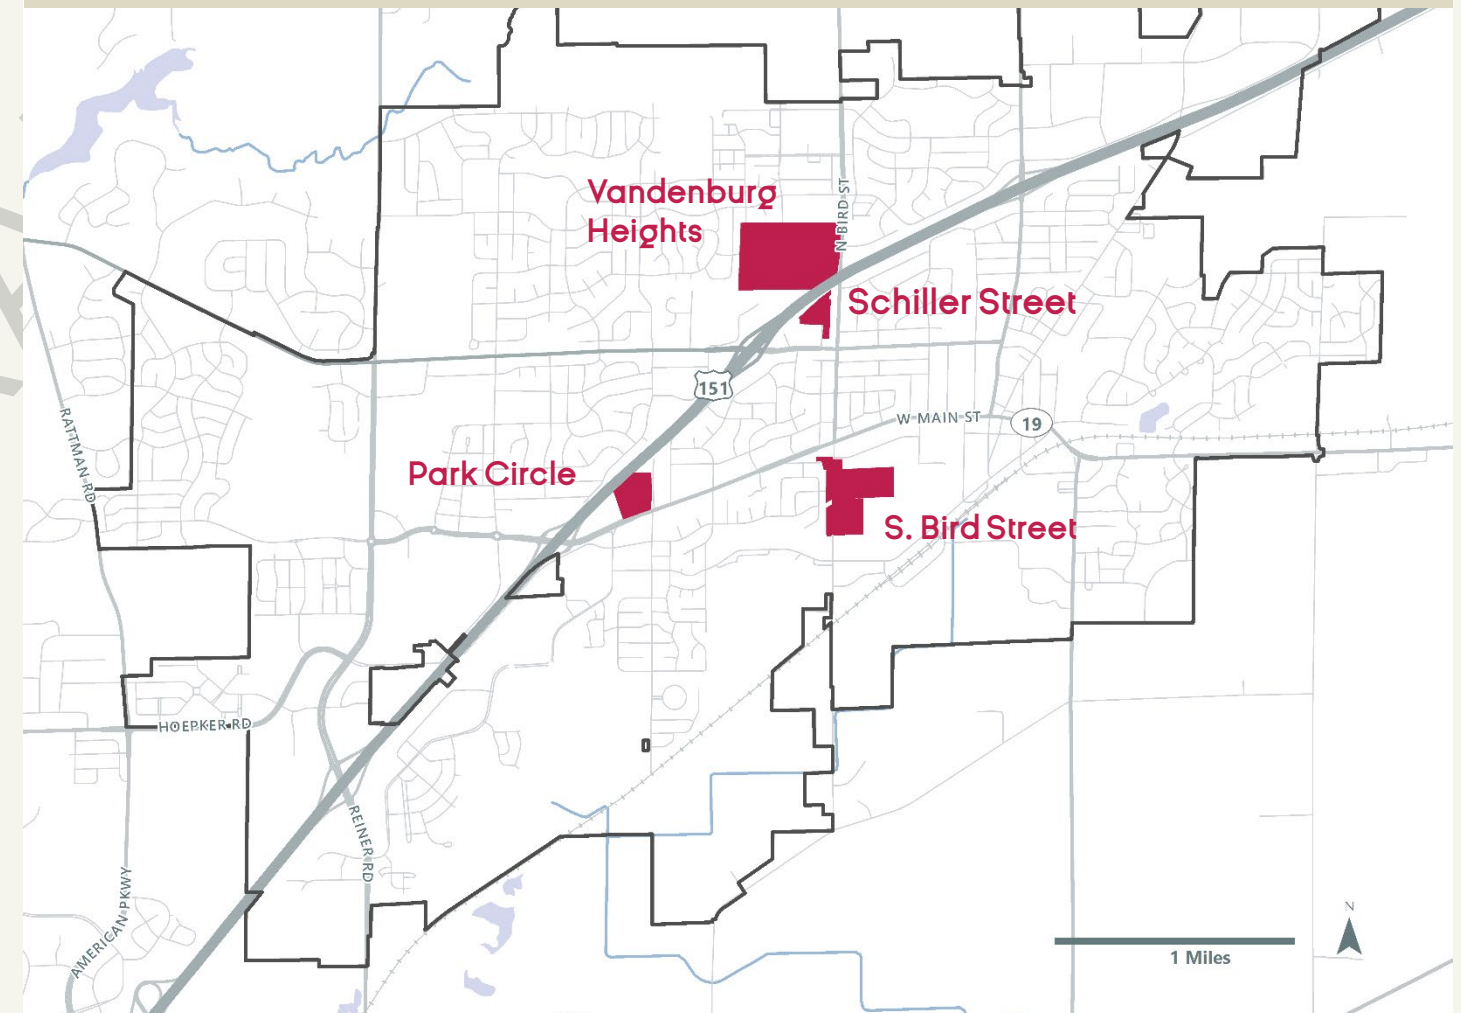 Vandenburg
Heights
N BIRD ST
Schiller Street
151
W MAIN ST
19
RATTMAN RD
Park Circle
S. Bird Street
HOEPKER RD
REINER RD
AMERICAN PKWY
N
1 Miles